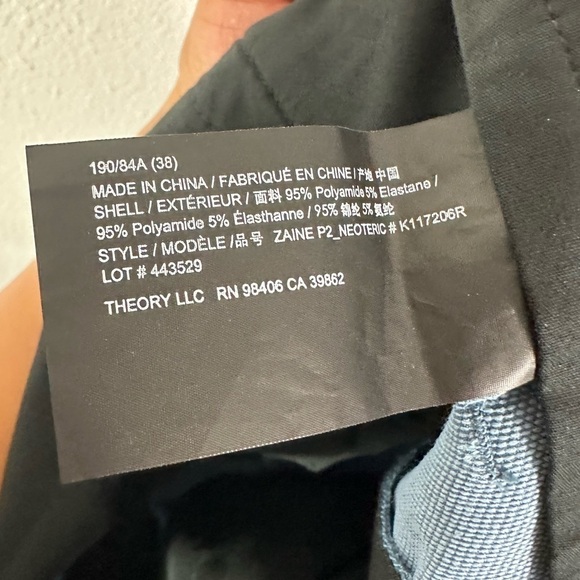 190/84A (38)
MADE IN CHINA / FABRIQUÉ EN CHINE / 产地 中国
SHELL / EXTÉRIEUR / 面料 95% Polyamide 5% Elastane /
95% Polyamide 5% Élasthanne / 95% 锦纶 5% 氨纶
STYLE / MODÈLE /品号 ZAINE P2_NEOTERIC # K117206R
LOT # 443529
THEORY LLC RN 98406 CA 39862